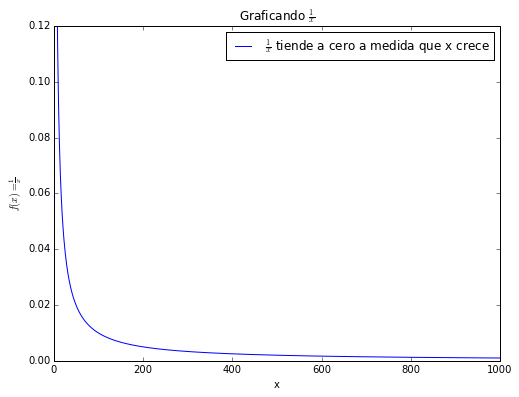 Graficando 1/x
1/x tiende a cero a medida que x crece
f(x) = 1/x
0.12
0.10
0.08
0.06
0.04
0.02
0.00
0 200 400 600 800 1000
x